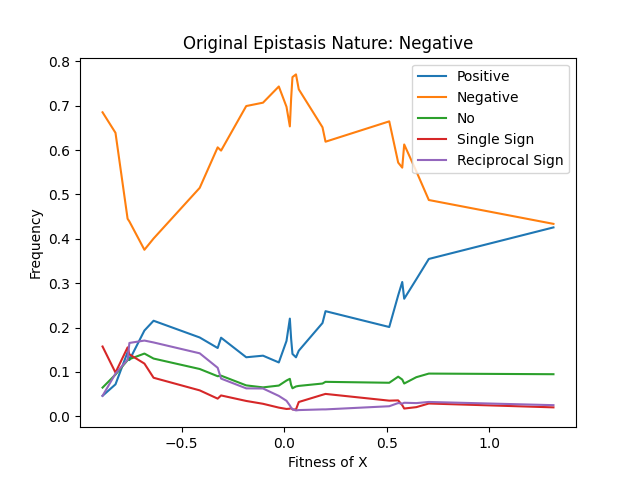 Original Epistasis Nature: Negative
0.8
0.7
0.6
0.5
0.4
0.3
0.2
0.1
0.0
Frequency
Positive
Negative
No
Single Sign
Reciprocal Sign
−0.5
0.0
0.5
1.0
Fitness of X